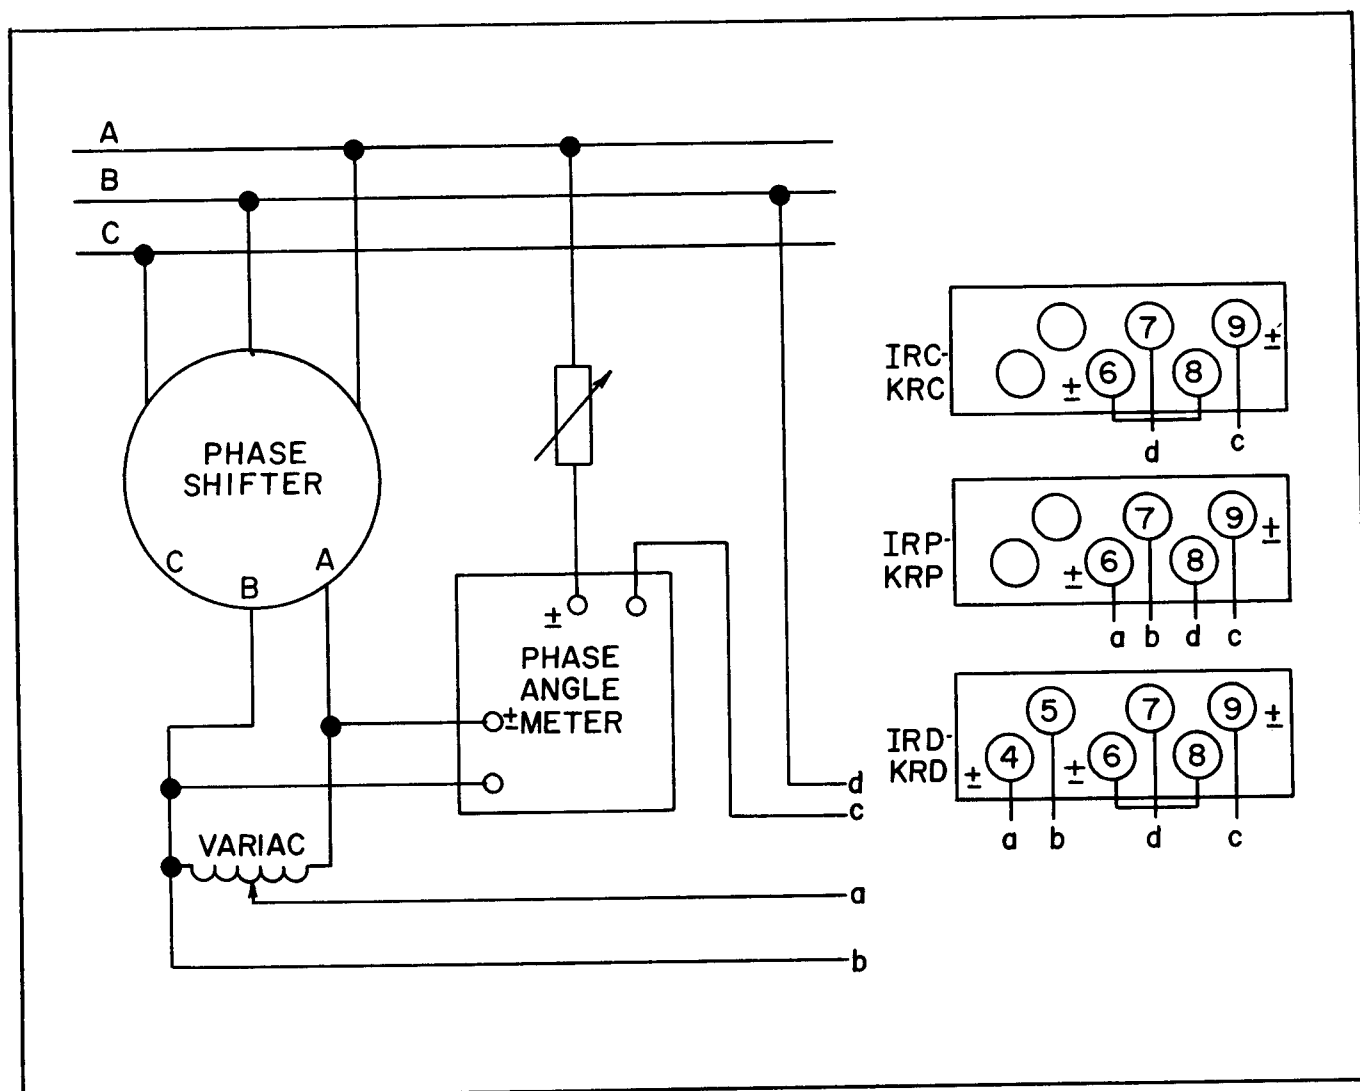 A
B
C
PHASE
SHIFTER
C
B
A
±
PHASE
ANGLE
± METER
VARIAC
d
c
a
b
IRC-
KRC
7
9
±
±
6
8
d
c
IRP-
KRP
7
9
±
±
6
8
a b d c
IRD-
KRD
5
7
9
±
±
4
±
6
8
a b d c